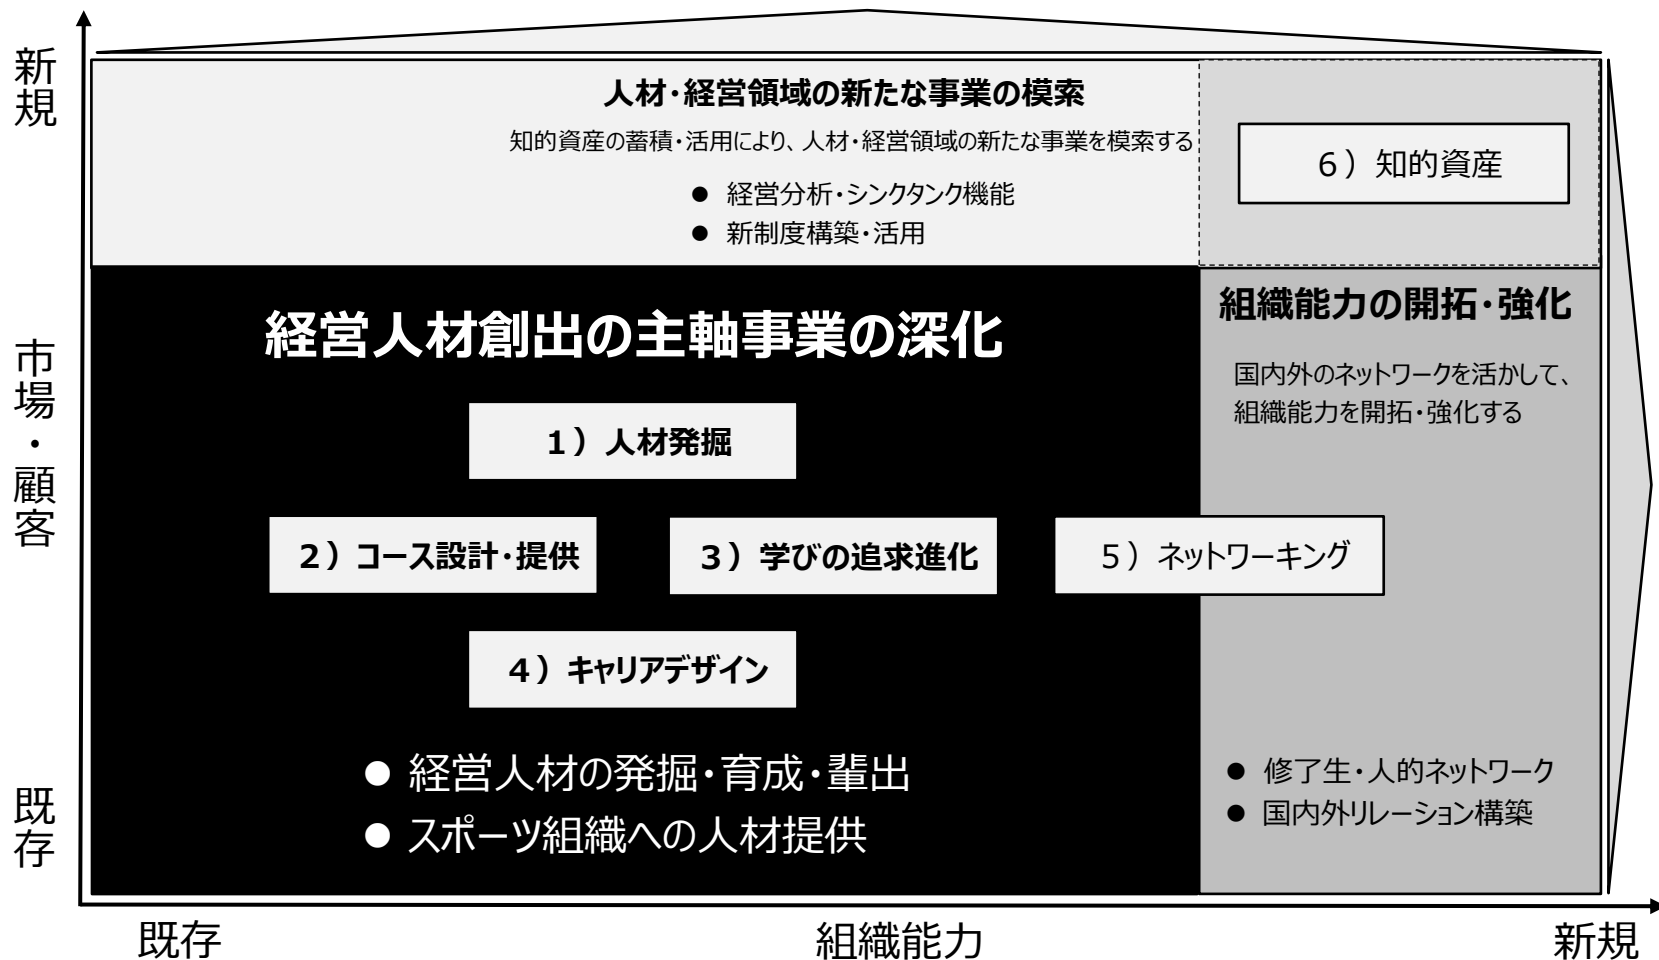 新規
市場・顧客
既存
人材・経営領域の新たな事業の模索
知的資産の蓄積・活用により、人材・経営領域の新たな事業を模索する
● 経営分析・シンクタンク機能
● 新制度構築・活用
6）知的資産
経営人材創出の主軸事業の深化
1）人材発掘
2）コース設計・提供
3）学びの追求進化
5）ネットワーキング
4）キャリアデザイン
● 経営人材の発掘・育成・輩出
● スポーツ組織への人材提供
組織能力の開拓・強化
国内外のネットワークを活かして、
組織能力を開拓・強化する
● 修了生・人的ネットワーク
● 国内外リレーション構築
既存
組織能力
新規